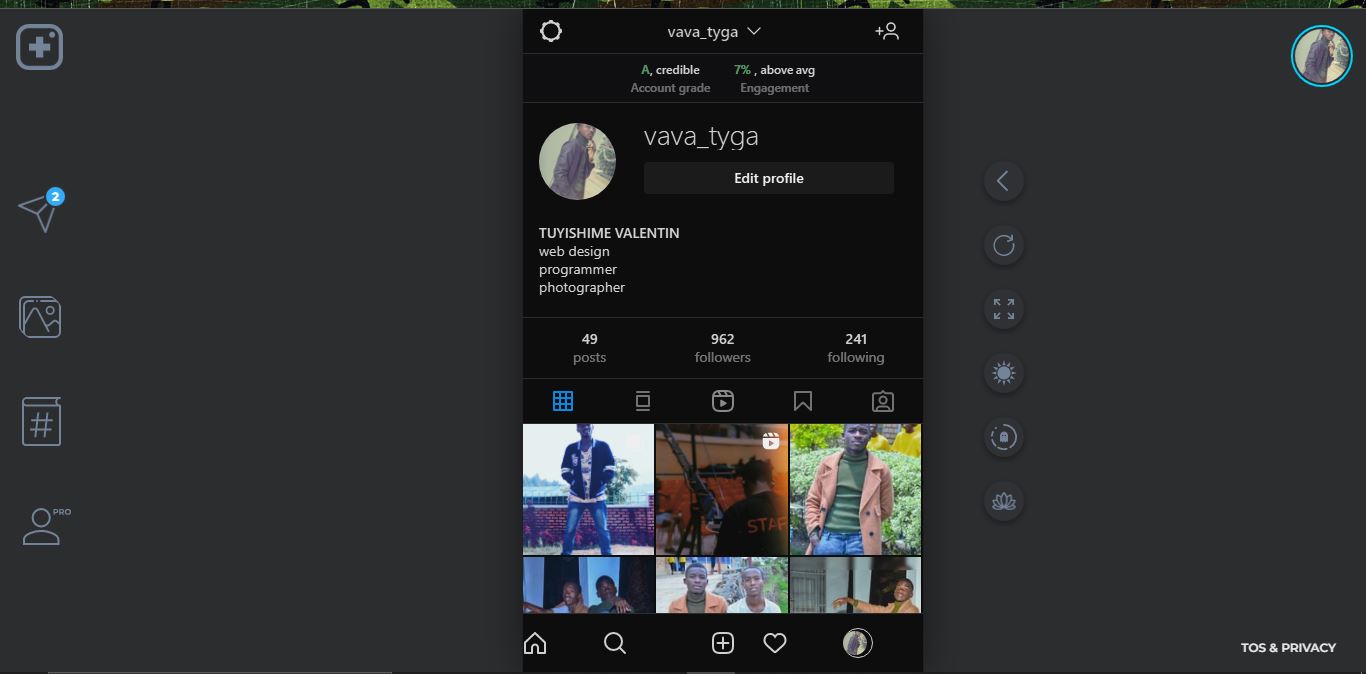 vava_tyga
A, credible
Account grade
7% , above avg
Engagement
2
vava_tyga
Edit profile
TUYISHIME VALENTIN
web design
programmer
photographer
49
posts
962
followers
241
following
#
PRO
STAFF
TOS & PRIVACY